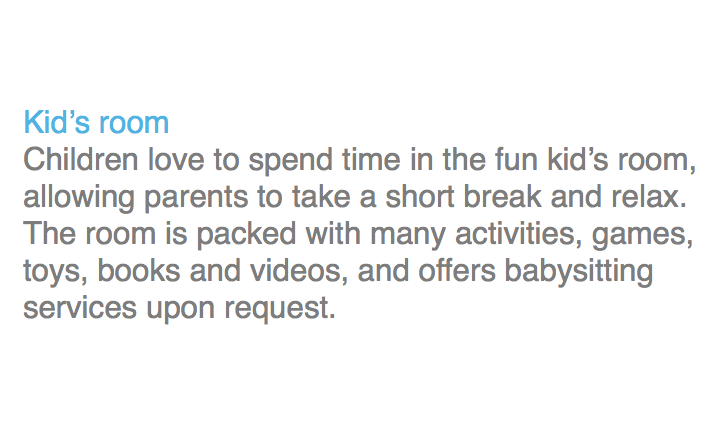 Kid’s room
Children love to spend time in the fun kid’s room,
allowing parents to take a short break and relax.
The room is packed with many activities, games,
toys, books and videos, and offers babysitting
services upon request.